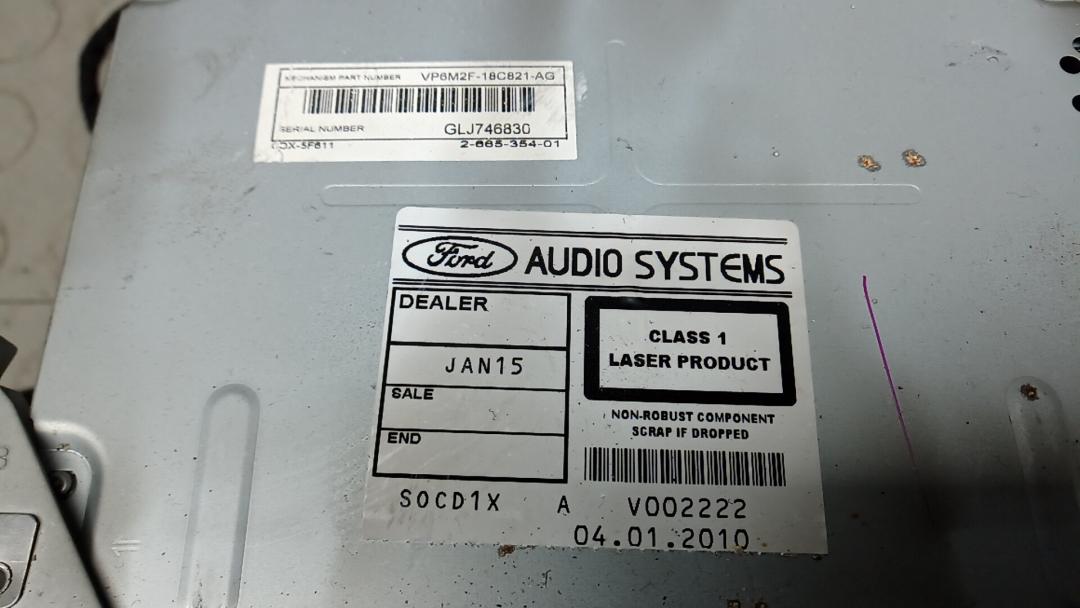 MECHANISM PART NUMBER VP6M2F-18C821-AG
SERIAL NUMBER GLJ746830
CDX-5F611 2-665-354-01
Ford AUDIO SYSTEMS
DEALER
JAN15
SALE
END
CLASS 1
LASER PRODUCT
NON-ROBUST COMPONENT
SCRAP IF DROPPED
SOCD1X A V002222
04.01.2010